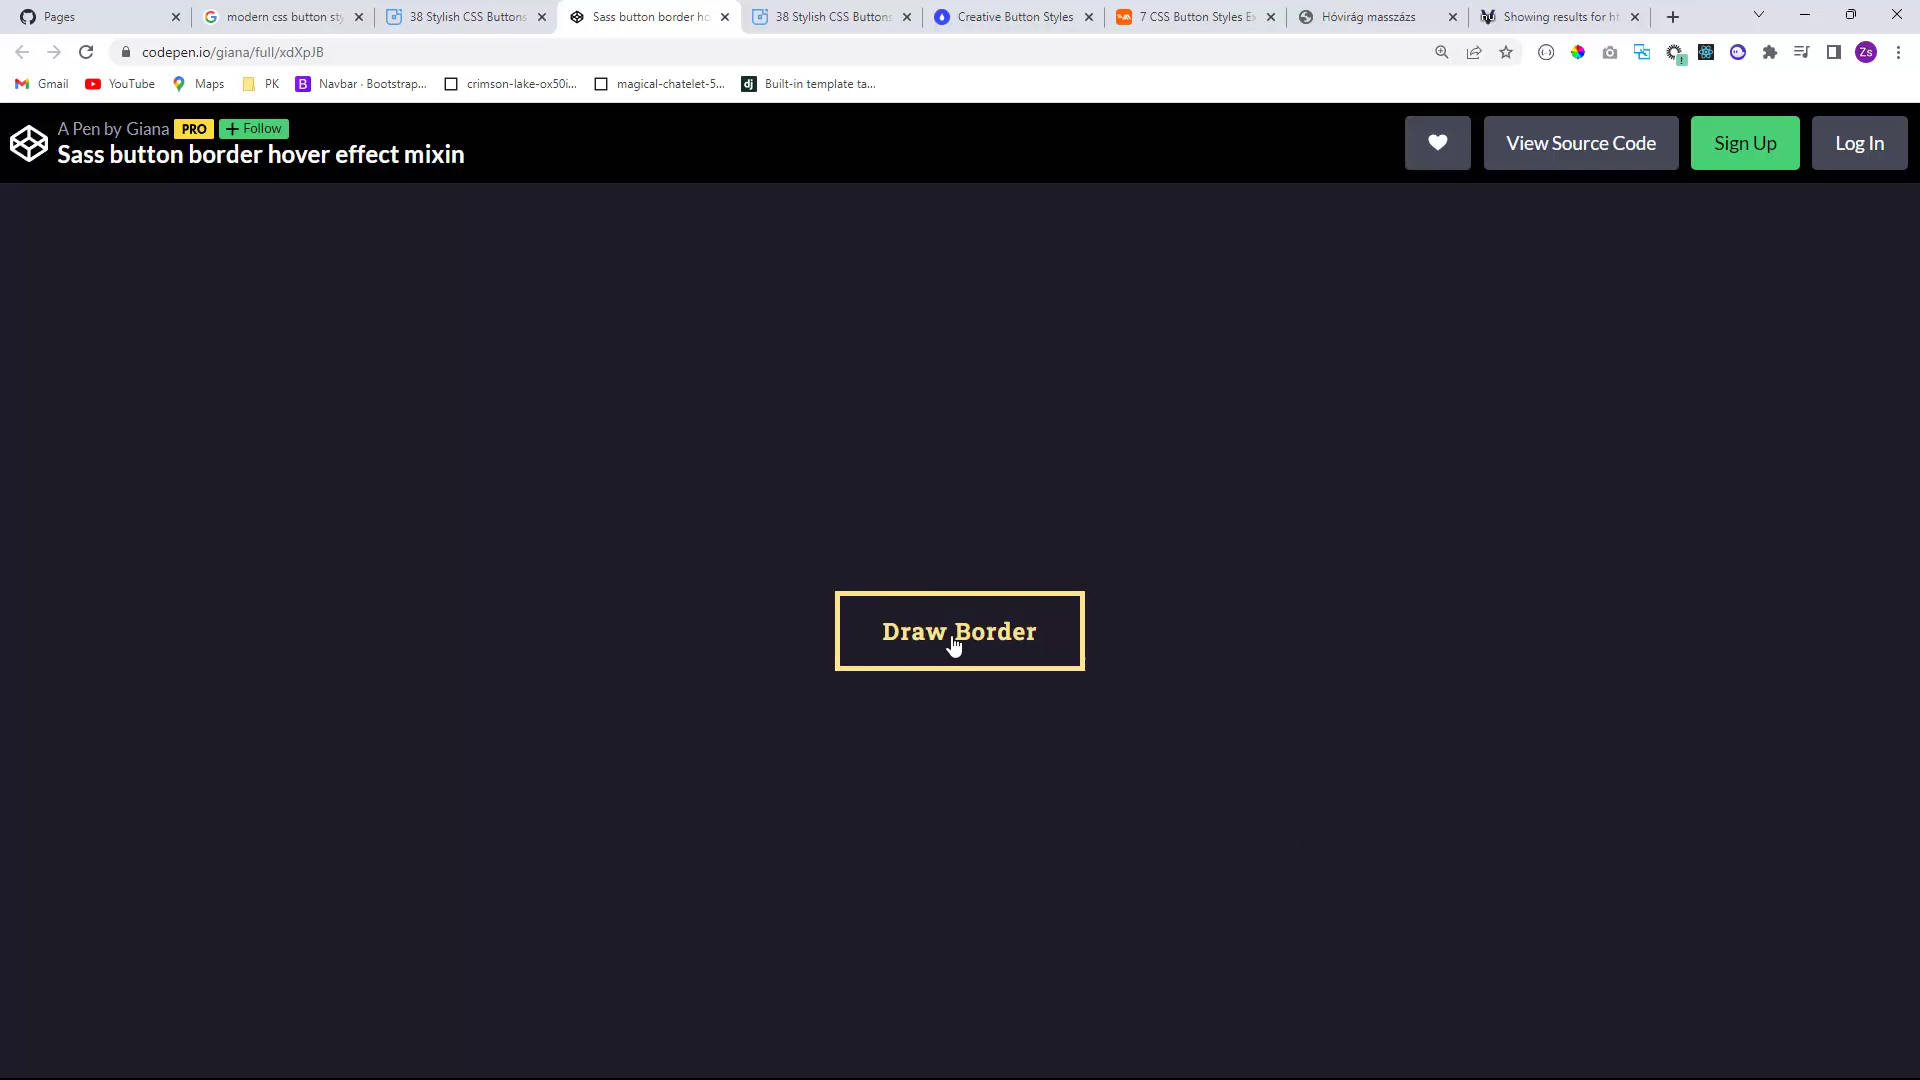 Pages
modern css button sty
38 Stylish CSS Buttons
Sass button border ho
38 Stylish CSS Buttons
Creative Button Styles
7 CSS Button Styles Ex
Hóvirág masszázs
Showing results for ht
codepen.io/giana/full/xdXpJB
Zs
Gmail
YouTube
Maps
PK
B
Navbar · Bootstrap...
crimson-lake-ox50i...
magical-chatelet-5...
dj
Built-in template ta...
A Pen by Giana
PRO
+ Follow
Sass button border hover effect mixin
View Source Code
Sign Up
Log In
Draw Border